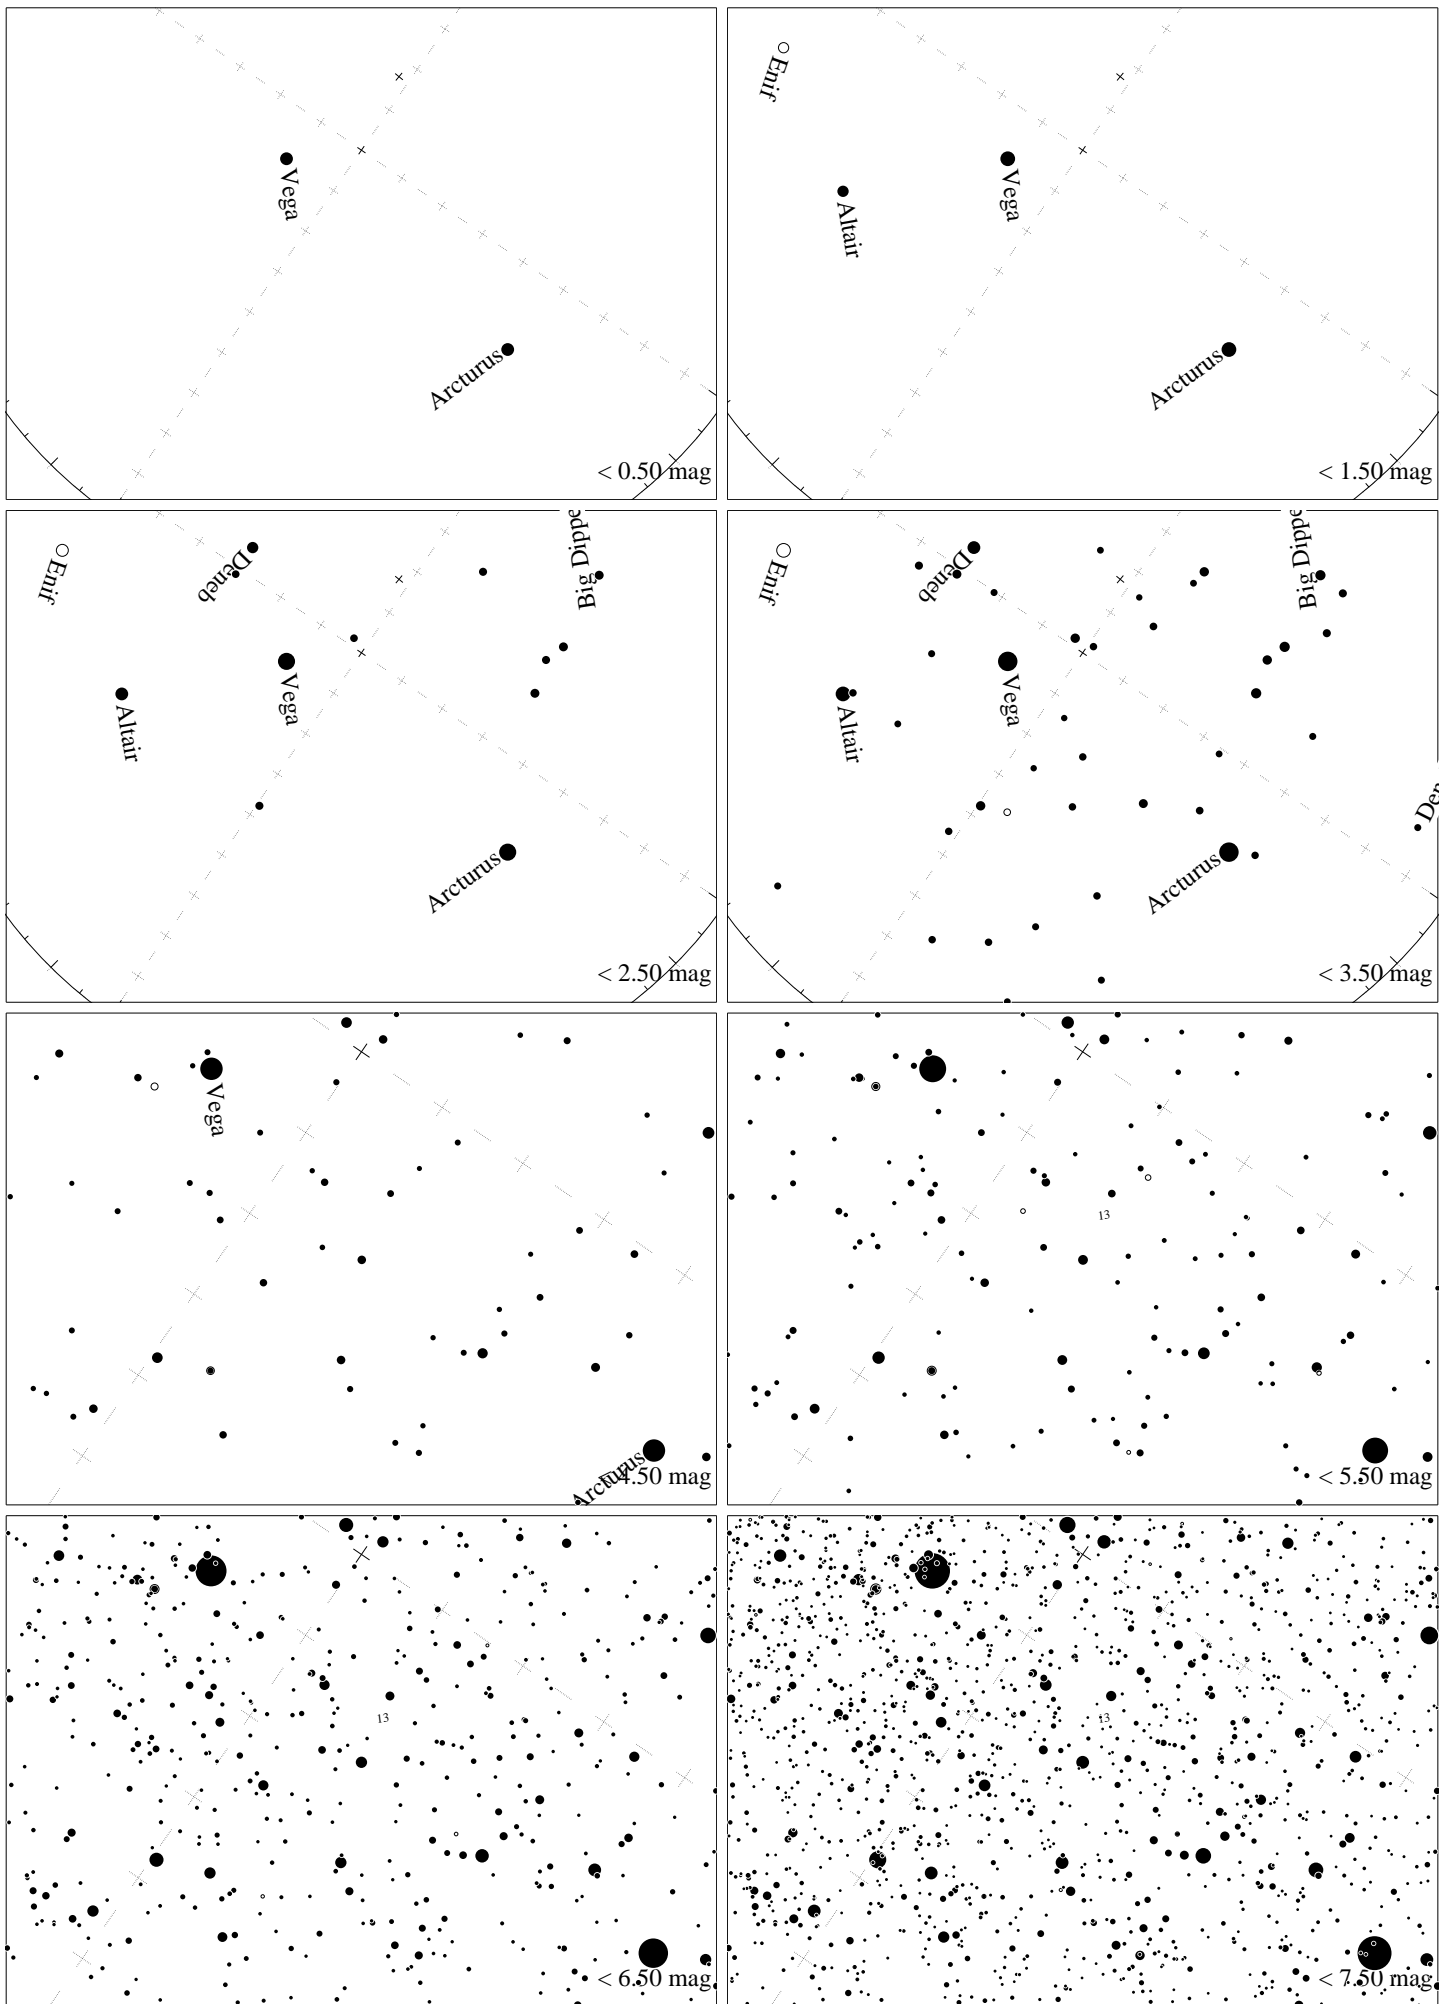 Vega
Arcturus
< 0.50 mag
Enif
Altair
Vega
Arcturus
< 1.50 mag
Enif
Deneb
Big Dippe
Vega
Altair
Arcturus
< 2.50 mag
Enif
Deneb
Big Dippe
Vega
Altair
Den
Arcturus
< 3.50 mag
Vega
Arcturus
< 4.50 mag
13
< 5.50 mag
13
< 6.50 mag
13
< 7.50 mag